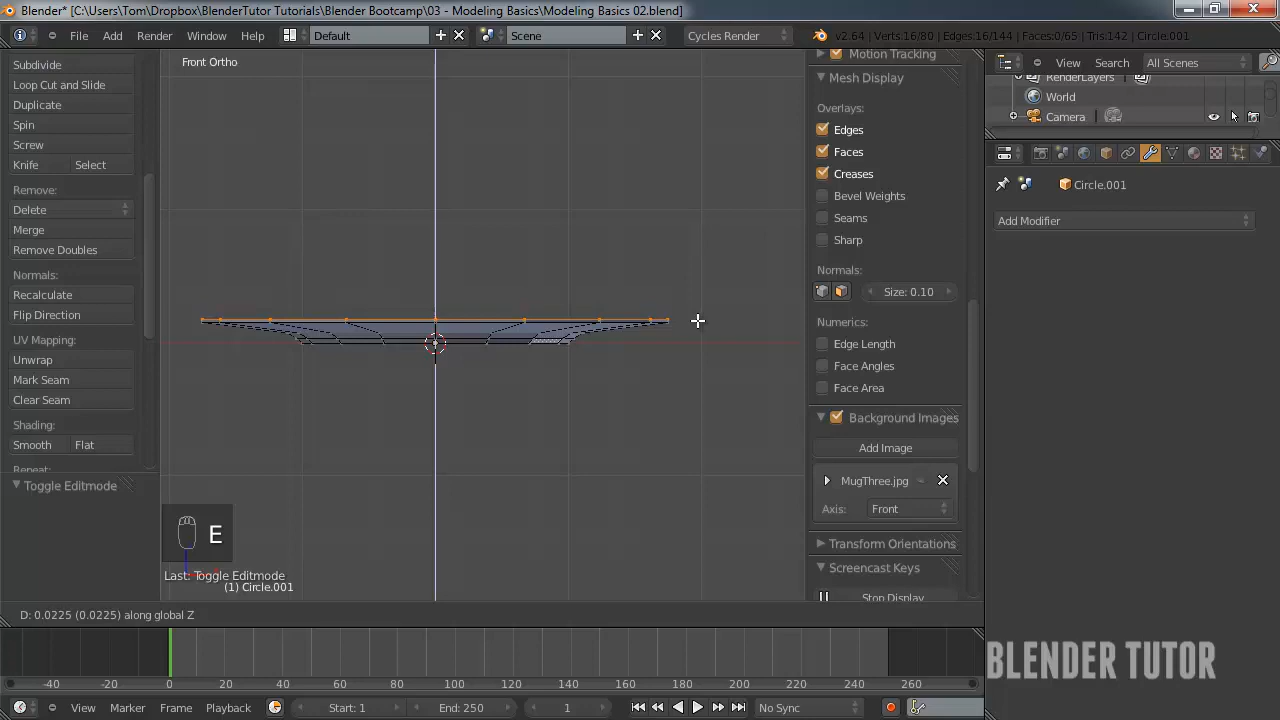 Blender* [C:\Users\Tom\Dropbox\BlenderTutor Tutorials\Blender Bootcamp\03 - Modeling Basics\Modeling Basics 02.blend]
File Add Render Window Help Default Scene Cycles Render v2.64 | Verts:16/80 | Edges:16/144 | Faces:0/65 | Tris:142 | Circle.001
Subdivide
Loop Cut and Slide
Duplicate
Spin
Screw
Knife Select
Remove:
Delete
Merge
Remove Doubles
Normals:
Recalculate
Flip Direction
UV Mapping:
Unwrap
Mark Seam
Clear Seam
Shading:
Smooth Flat
Repeat:
Toggle Editmode
Front Ortho
E
Last: Toggle Editmode
(1) Circle.001
D: 0.0225 (0.0225) along global Z
Motion Tracking
Mesh Display
Overlays:
Edges
Faces
Creases
Bevel Weights
Seams
Sharp
Normals:
Size: 0.10
Numerics:
Edge Length
Face Angles
Face Area
Background Images
Add Image
MugThree.jpg
Axis: Front
Transform Orientations
Screencast Keys
Stop Display
View Search All Scenes
RenderLayers
World
Camera
Circle.001
Add Modifier
-40 -20 0 20 40 60 80 100 120 140 160 180 200 220 240 260
View Marker Frame Playback Start: 1 End: 250 1 No Sync
BLENDER TUTOR